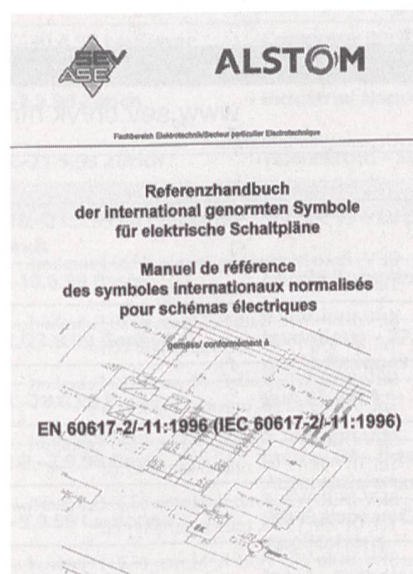 SEV
ASE
ALSTOM
Fachbereich Elektrotechnik/Secteur particulier Electrotechnique
Referenzhandbuch
der international genormten Symbole
für elektrische Schaltpläne
Manuel de référence
des symboles internationaux normalisés
pour schémas électriques
gemäss/ conformément à
EN 60617-2/-11:1996 (IEC 60617-2/-11:1996)